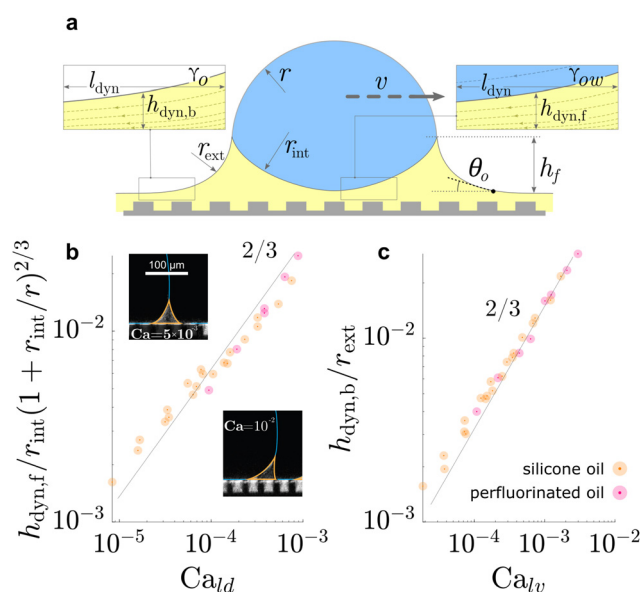 a
l_dyn
γ_o
h_dyn,b
r
v
l_dyn
γ_ow
h_dyn,f
r_ext
r_int
θ_o
h_f
b
h_dyn,f/r_int(1 + r_int/r)^2/3
10^-2
10^-3
100 µm
Ca=5·10
2/3
Ca=10^-2
10^-5
10^-4
10^-3
Ca_ld
c
h_dyn,b/r_ext
10^-2
10^-3
2/3
silicone oil
perfluorinated oil
10^-4
10^-3
10^-2
Ca_lv